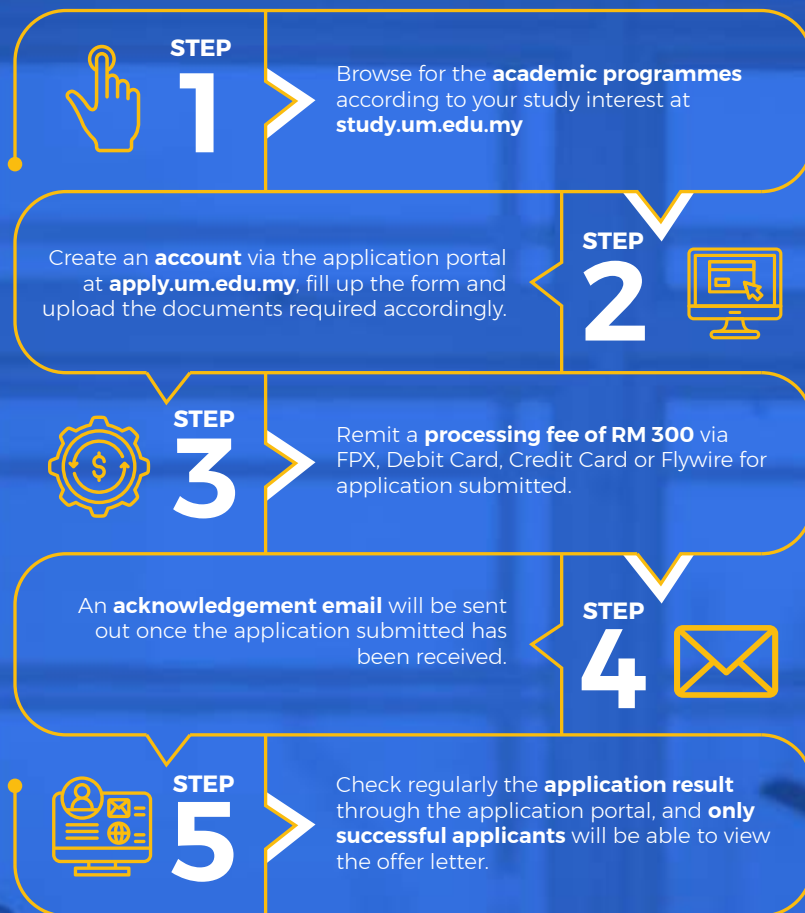 STEP
1
Browse for the academic programmes
according to your study interest at
study.um.edu.my
Create an account via the application portal
at apply.um.edu.my, fill up the form and
upload the documents required accordingly.
STEP
2
STEP
3
Remit a processing fee of RM 300 via
FPX, Debit Card, Credit Card or Flywire for
application submitted.
An acknowledgement email will be sent
out once the application submitted has
been received.
STEP
4
STEP
5
Check regularly the application result
through the application portal, and only
successful applicants will be able to view
the offer letter.